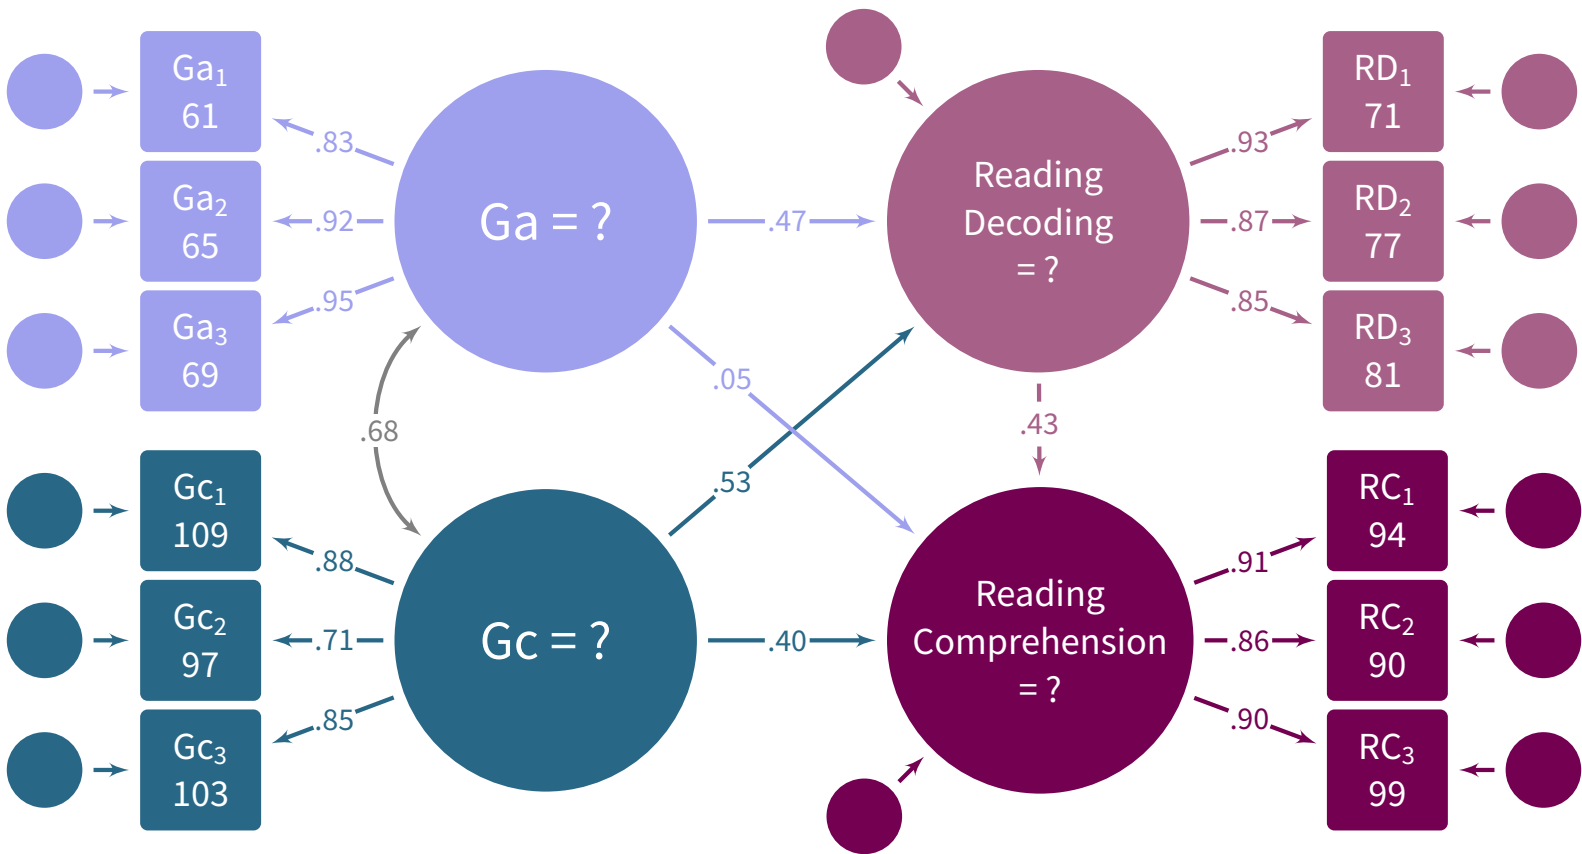 Ga₁
61
.83
Ga₂
65
.92
Ga₃
69
.95
Ga = ?
.47
.05
.68
Gc₁
109
.88
Gc₂
97
.71
Gc₃
103
.85
Gc = ?
.53
.40
Reading
Decoding
= ?
.43
.93
RD₁
71
.87
RD₂
77
.85
RD₃
81
Reading
Comprehension
= ?
.91
RC₁
94
.86
RC₂
90
.90
RC₃
99